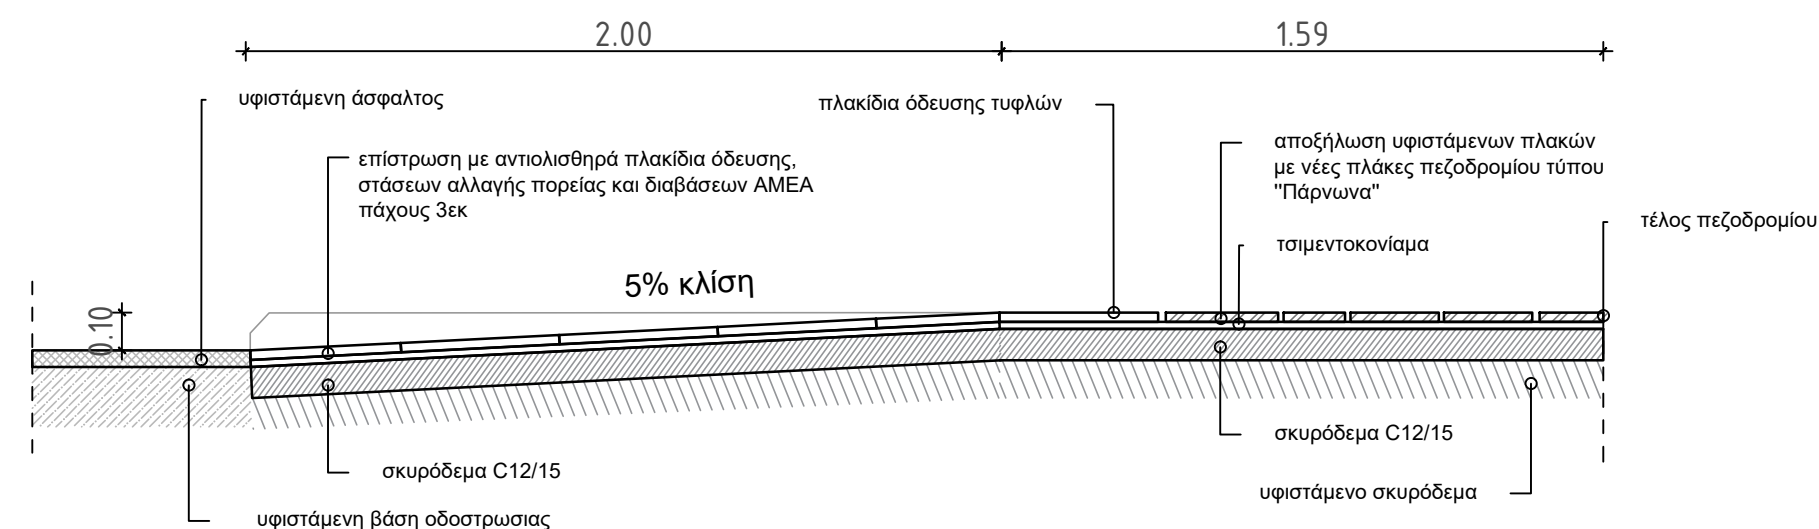 2.00
1.59
υφιστάμενη άσφαλτος
πλακίδια όδευσης τυφλών
επίστρωση με αντιολισθηρά πλακίδια όδευσης,
στάσεων αλλαγής πορείας και διαβάσεων ΑΜΕΑ
πάχους 3εκ
αποξήλωση υφιστάμενων πλακών
με νέες πλάκες πεζοδρομίου τύπου
"Πάρνωνα"
τέλος πεζοδρομίου
τσιμεντοκονίαμα
5% κλίση
0.10
σκυρόδεμα C12/15
σκυρόδεμα C12/15
υφιστάμενο σκυρόδεμα
υφιστάμενη βάση οδοστρωσιας